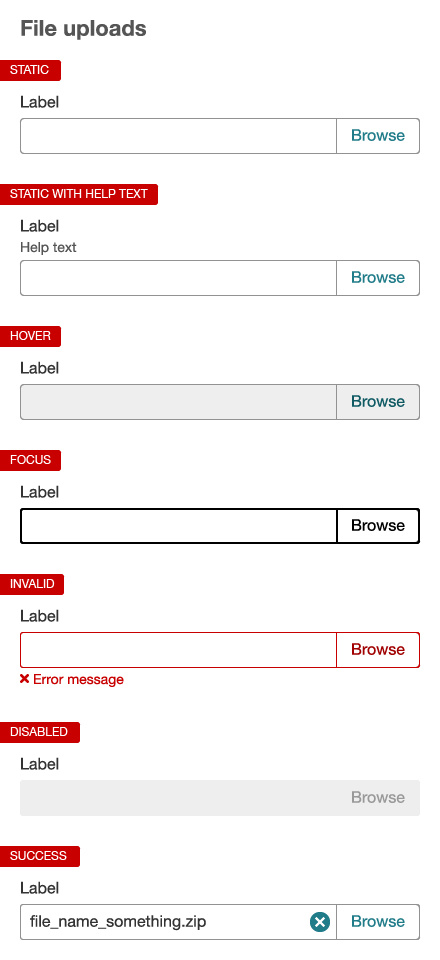 File uploads
STATIC
Label
Browse
STATIC WITH HELP TEXT
Label
Help text
Browse
HOVER
Label
Browse
FOCUS
Label
Browse
INVALID
Label
Browse
Error message
DISABLED
Label
Browse
SUCCESS
Label
file_name_something.zip Browse